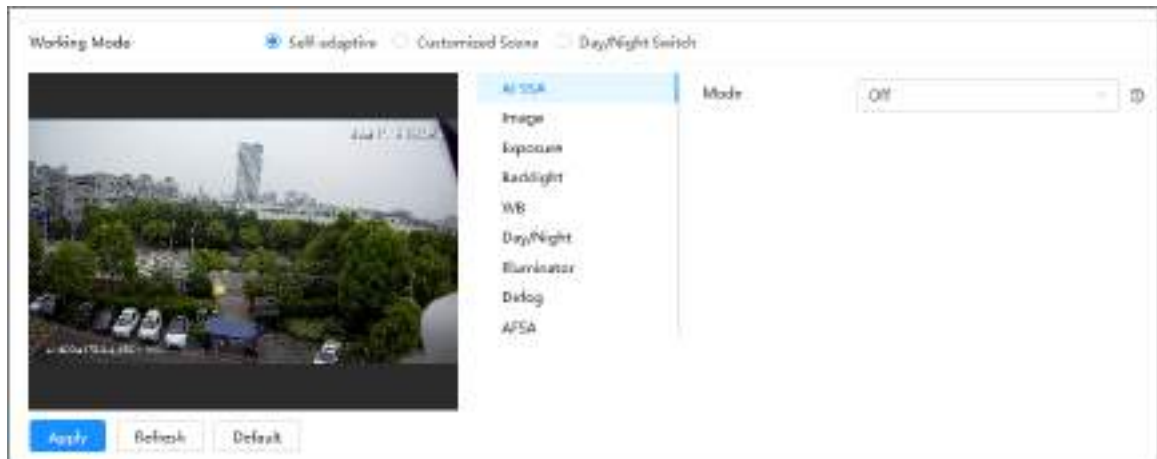 Working Mode Self-adaptive Customized Scene Day/Night Switch
AI SSA
Mode Off
Image
Exposure
Backlight
WB
Day/Night
Illuminator
Defog
AFSA
Apply Refresh Default